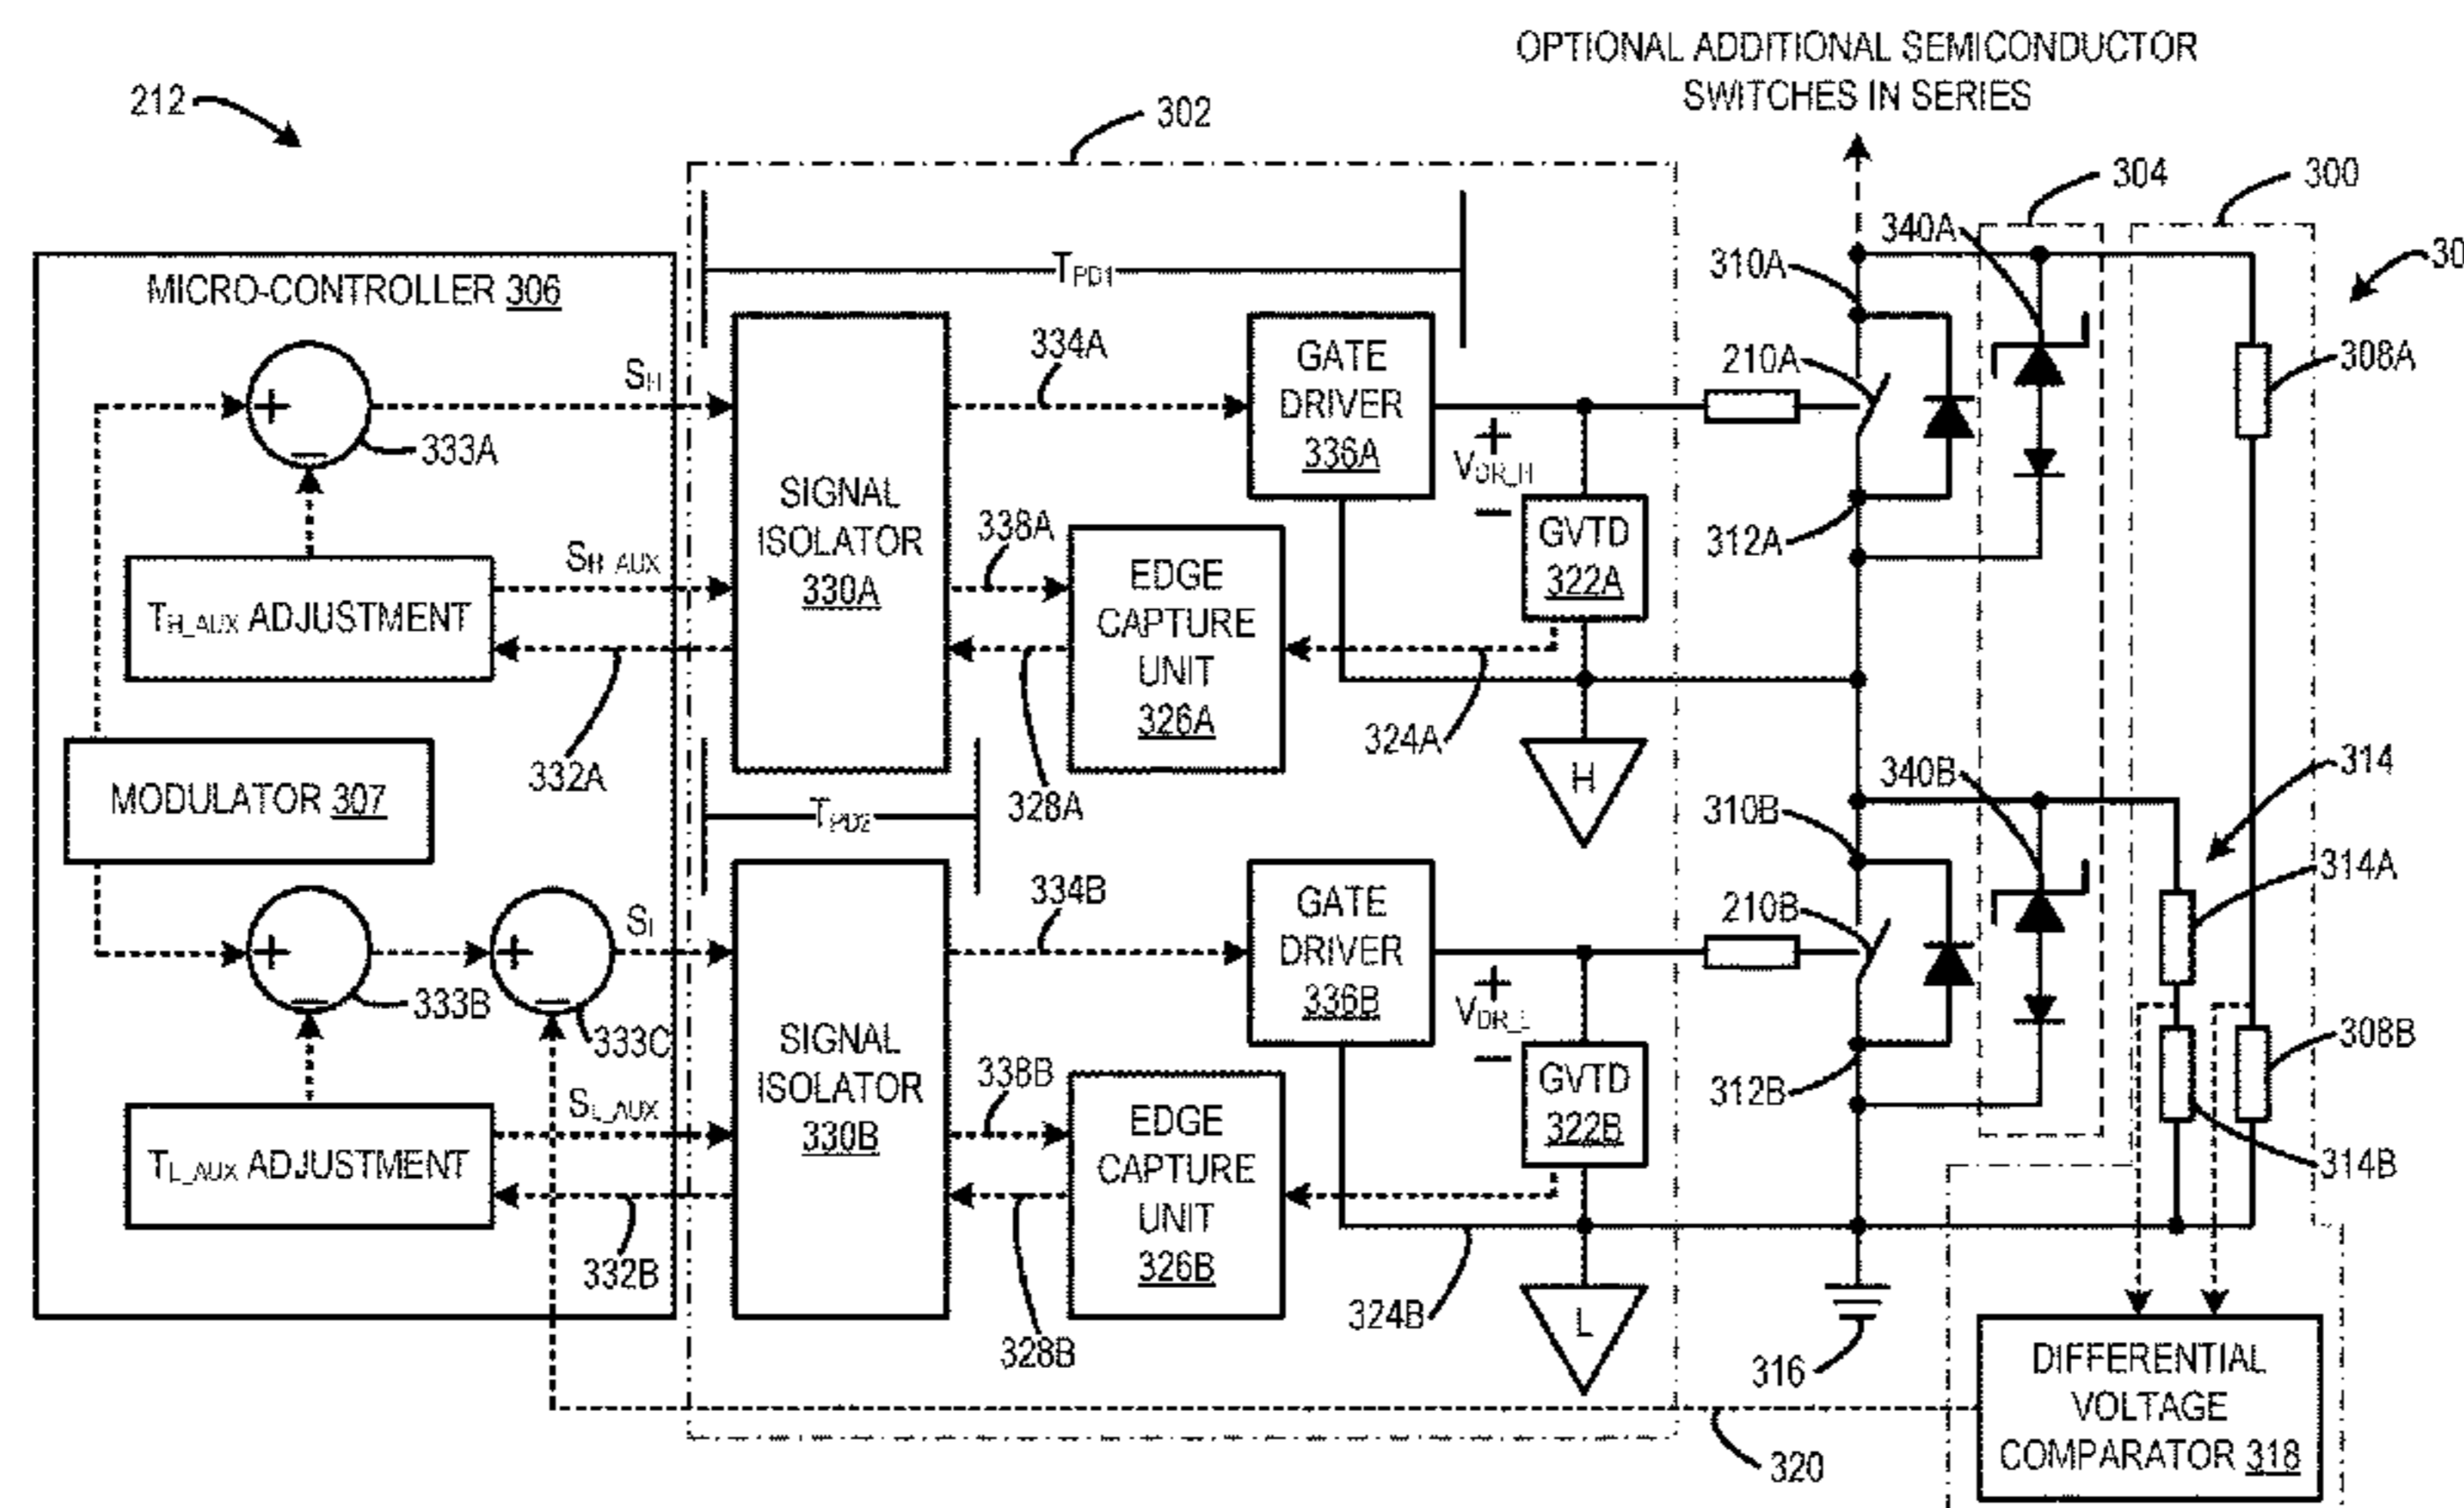 OPTIONAL ADDITIONAL SEMICONDUCTOR
SWITCHES IN SERIES
212
302
304
300
30
MICRO-CONTROLLER 306
TPD1
340A
310A
SH
334A
GATE
DRIVER
336A
+
VDR_H
−
210A
308A
+
−
333A
SIGNAL
ISOLATOR
330A
338A
GVTD
322A
312A
TH_AUX ADJUSTMENT
SH_AUX
EDGE
CAPTURE
UNIT
326A
332A
328A
324A
H
MODULATOR 307
TPD2
340B
314
310B
314A
+
−
333B
+
−
333C
334B
GATE
DRIVER
336B
+
VDR_L
−
210B
SIGNAL
ISOLATOR
330B
338B
GVTD
322B
312B
308B
314B
TL_AUX ADJUSTMENT
SL_AUX
EDGE
CAPTURE
UNIT
326B
332B
328B
324B
L
316
320
DIFFERENTIAL
VOLTAGE
COMPARATOR 318